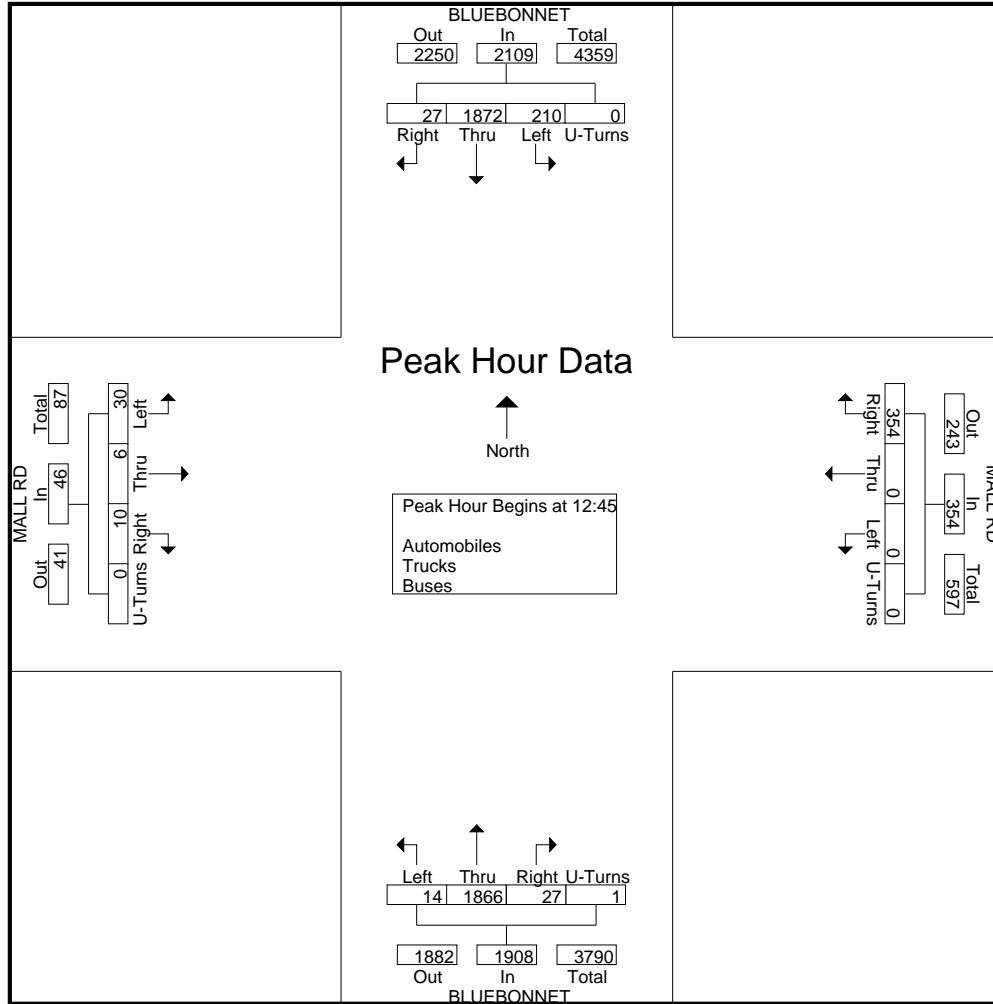 BLUEBONNET
Out In Total
2250 2109 4359
27 1872 210 0
Right Thru Left U-Turns
Peak Hour Data
North
Peak Hour Begins at 12:45
Automobiles
Trucks
Buses
MALL RD
Total In Out
87 46 41
30 6 10 0
Left Thru Right U-Turns
Right Thru Left U-Turns
354 0 0 0
243 354 597
Out In Total
MALL RD
Left Thru Right U-Turns
14 1866 27 1
1882 1908 3790
Out In Total
BLUEBONNET